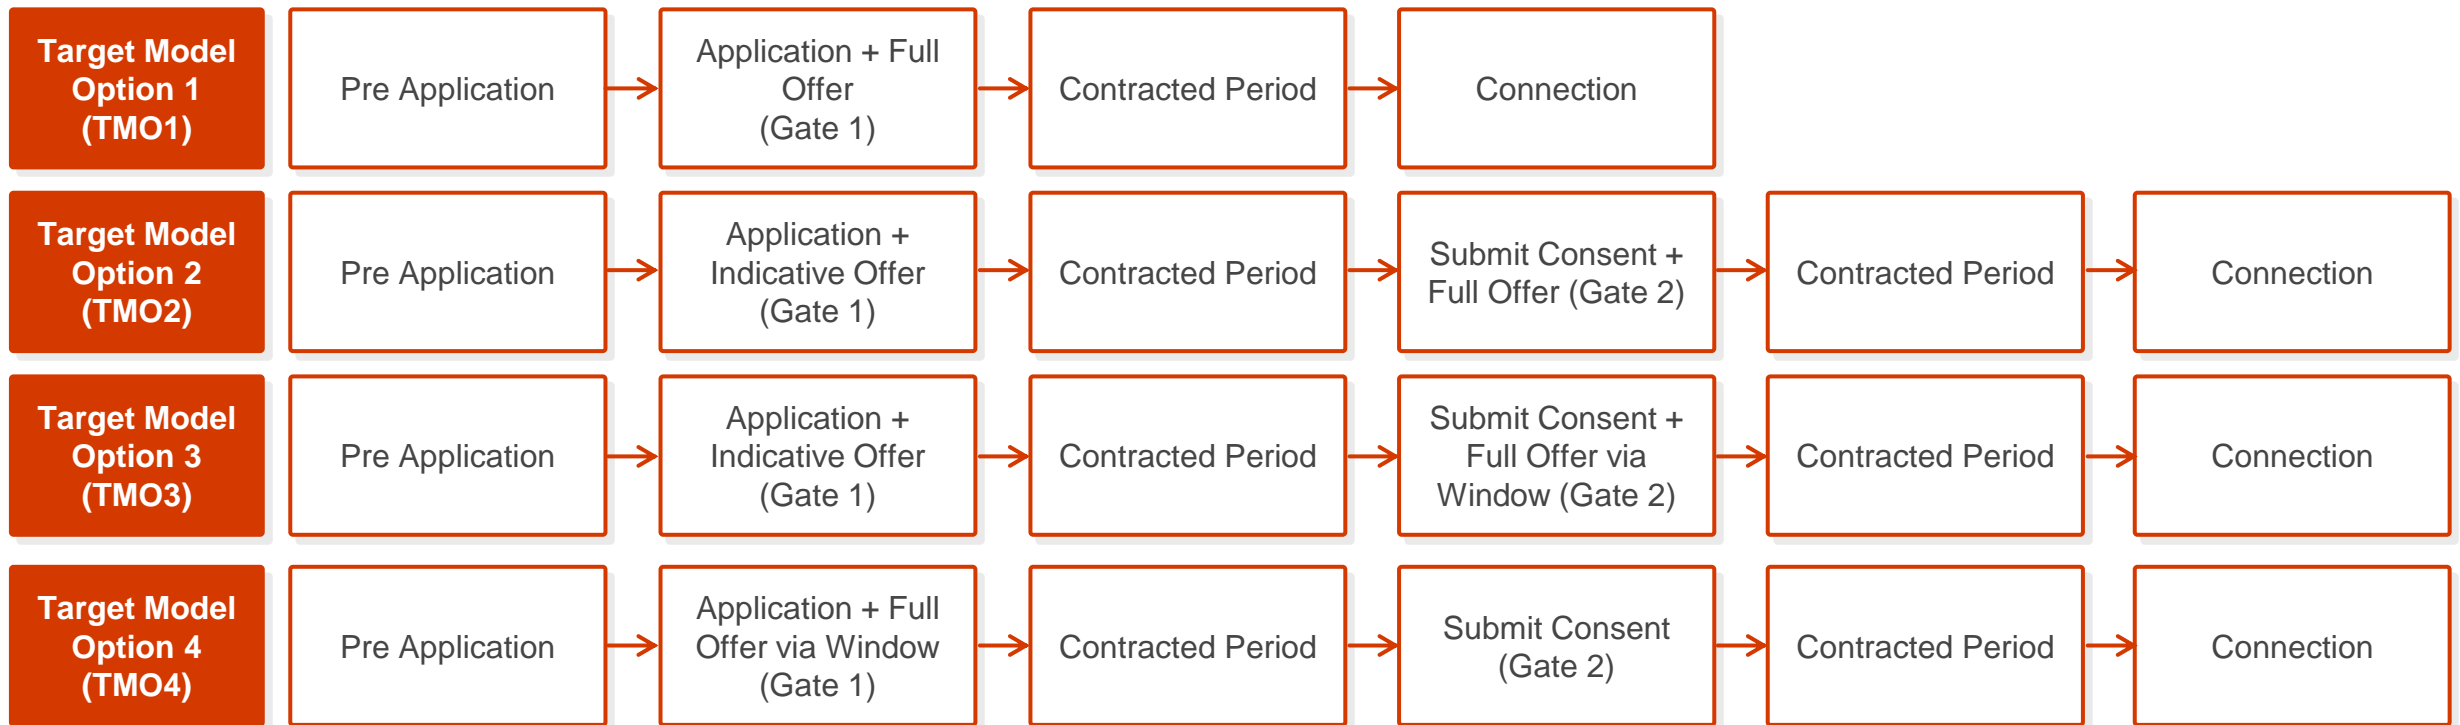 Target Model
Option 1
(TMO1)
Pre Application
Application + Full
Offer
(Gate 1)
Contracted Period
Connection
Target Model
Option 2
(TMO2)
Pre Application
Application +
Indicative Offer
(Gate 1)
Contracted Period
Submit Consent +
Full Offer (Gate 2)
Contracted Period
Connection
Target Model
Option 3
(TMO3)
Pre Application
Application +
Indicative Offer
(Gate 1)
Contracted Period
Submit Consent +
Full Offer via
Window (Gate 2)
Contracted Period
Connection
Target Model
Option 4
(TMO4)
Pre Application
Application + Full
Offer via Window
(Gate 1)
Contracted Period
Submit Consent
(Gate 2)
Contracted Period
Connection